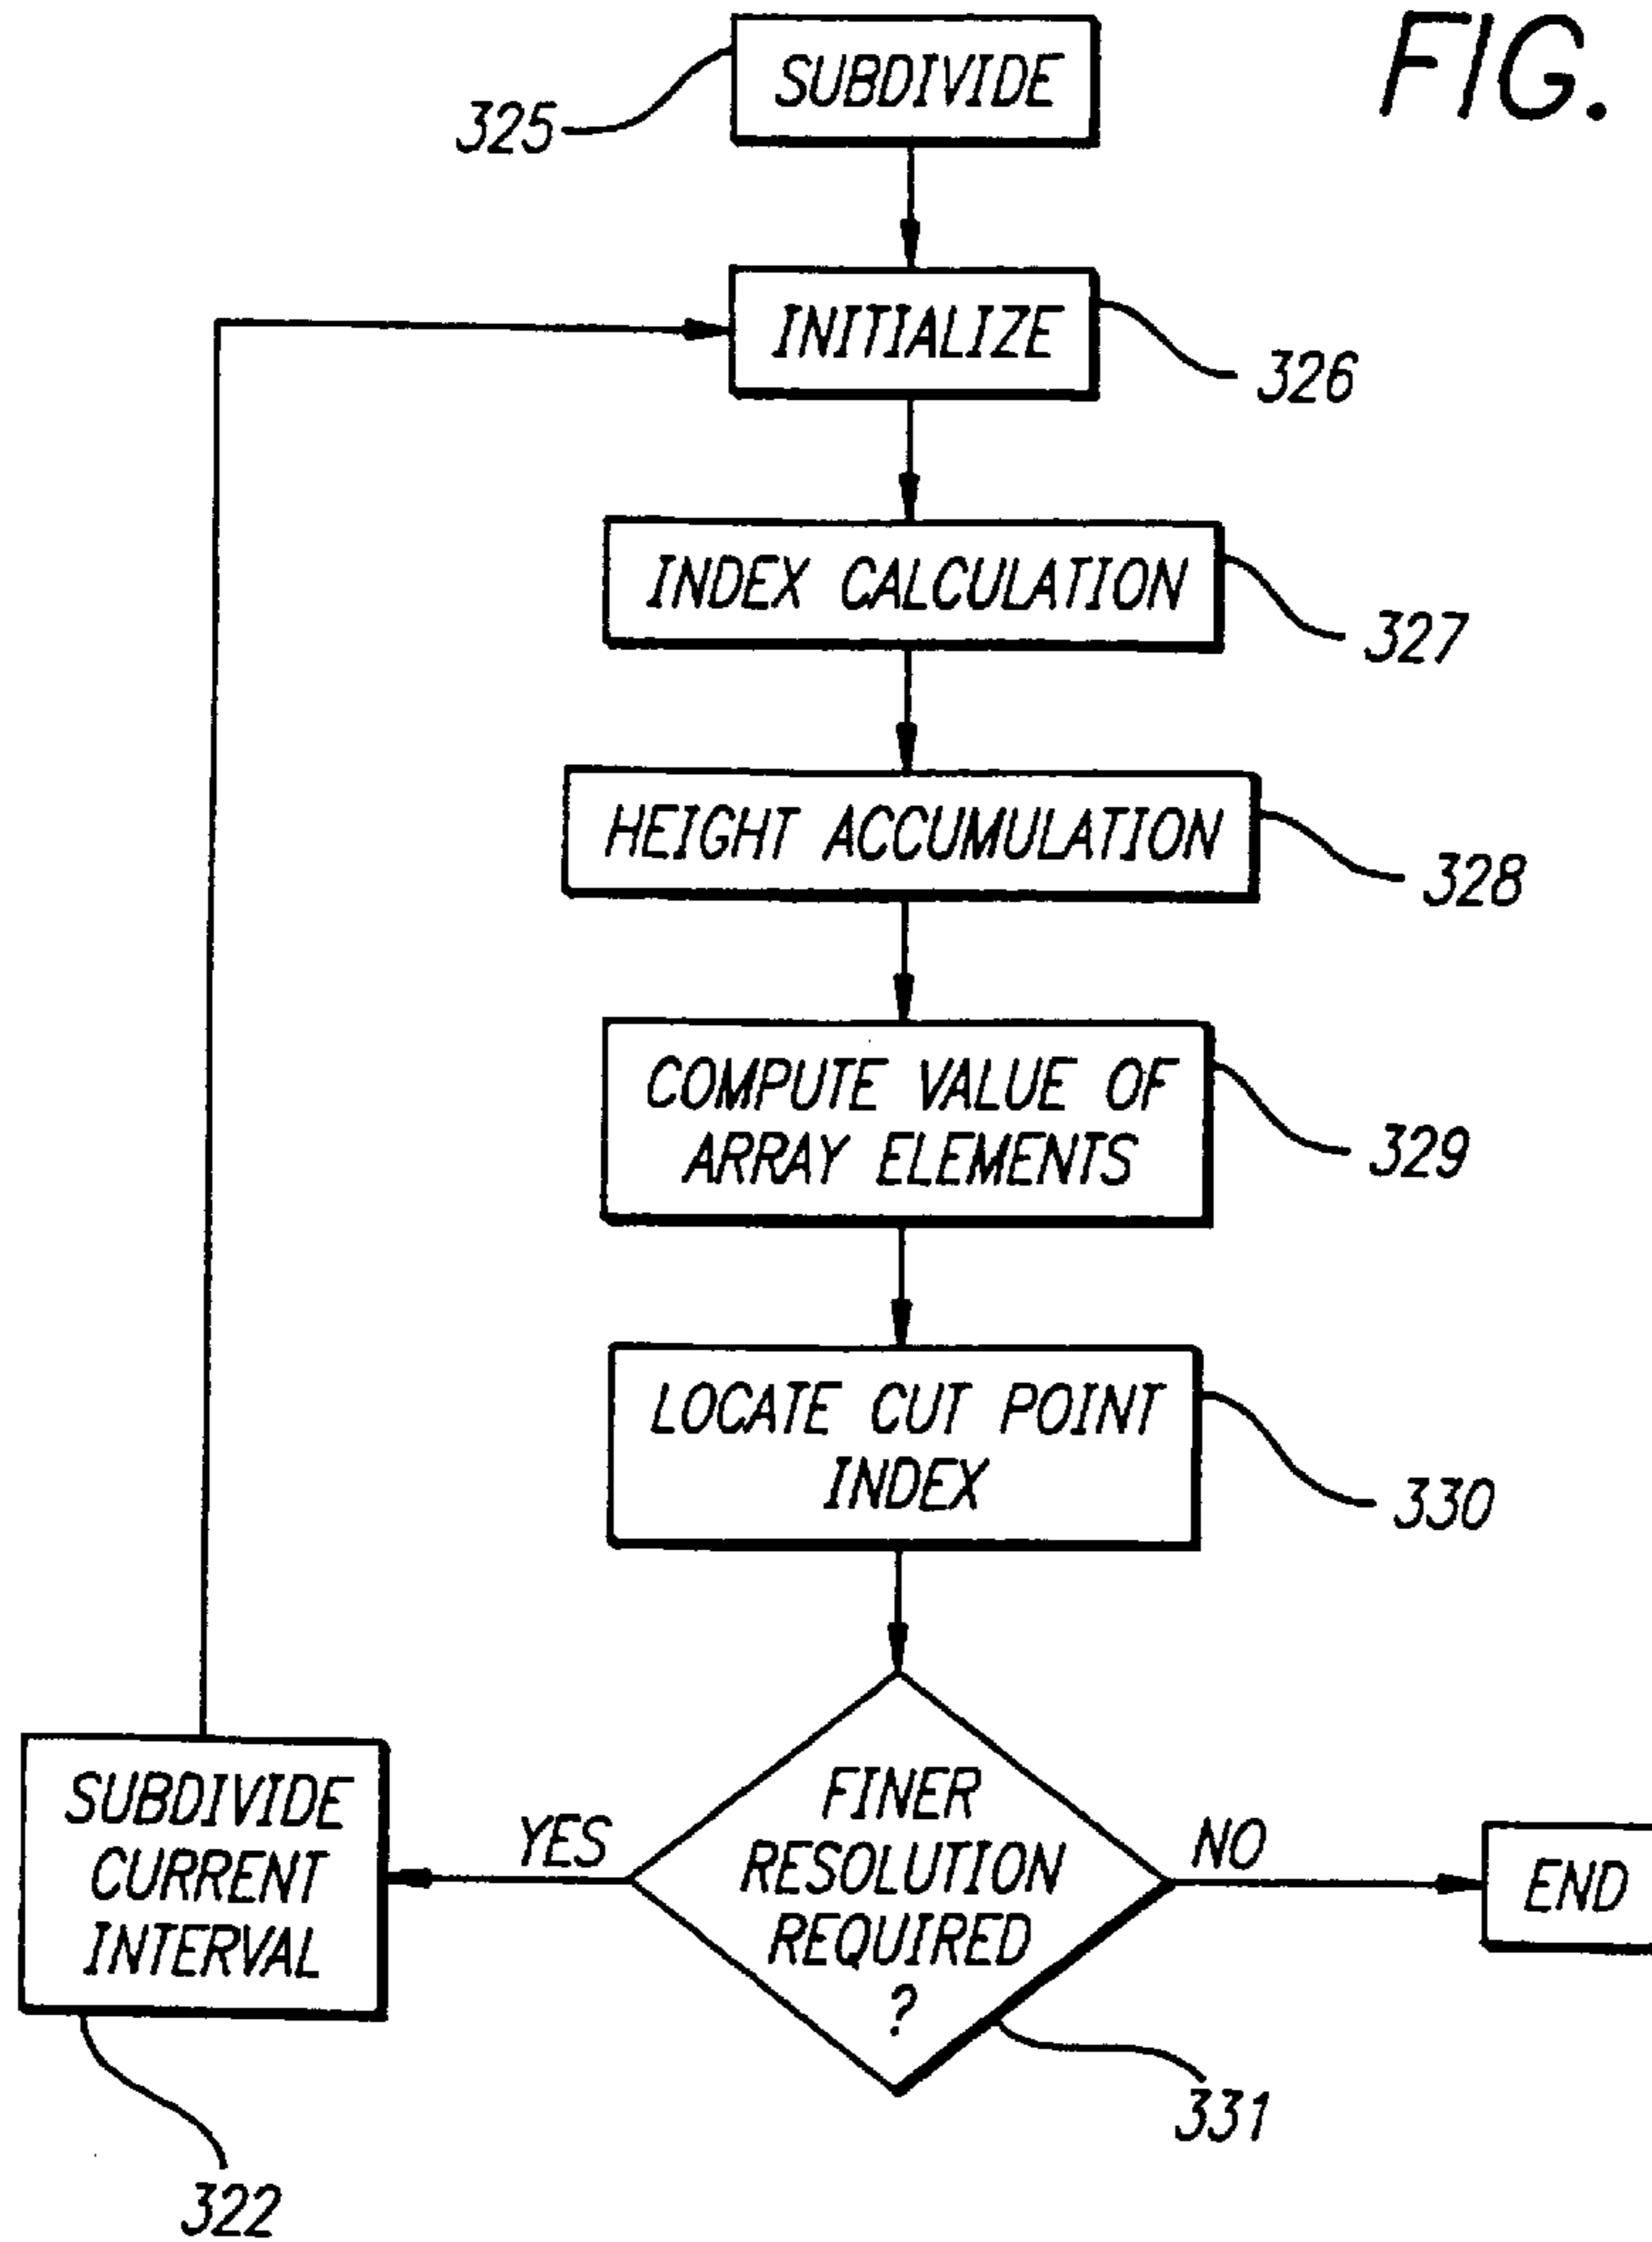 FIG.
SUBDIVIDE
325
INITIALIZE
326
INDEX CALCULATION
327
HEIGHT ACCUMULATION
328
COMPUTE VALUE OF
ARRAY ELEMENTS
329
LOCATE CUT POINT
INDEX
330
FINER
RESOLUTION
REQUIRED
?
331
YES
NO
SUBDIVIDE
CURRENT
INTERVAL
322
END